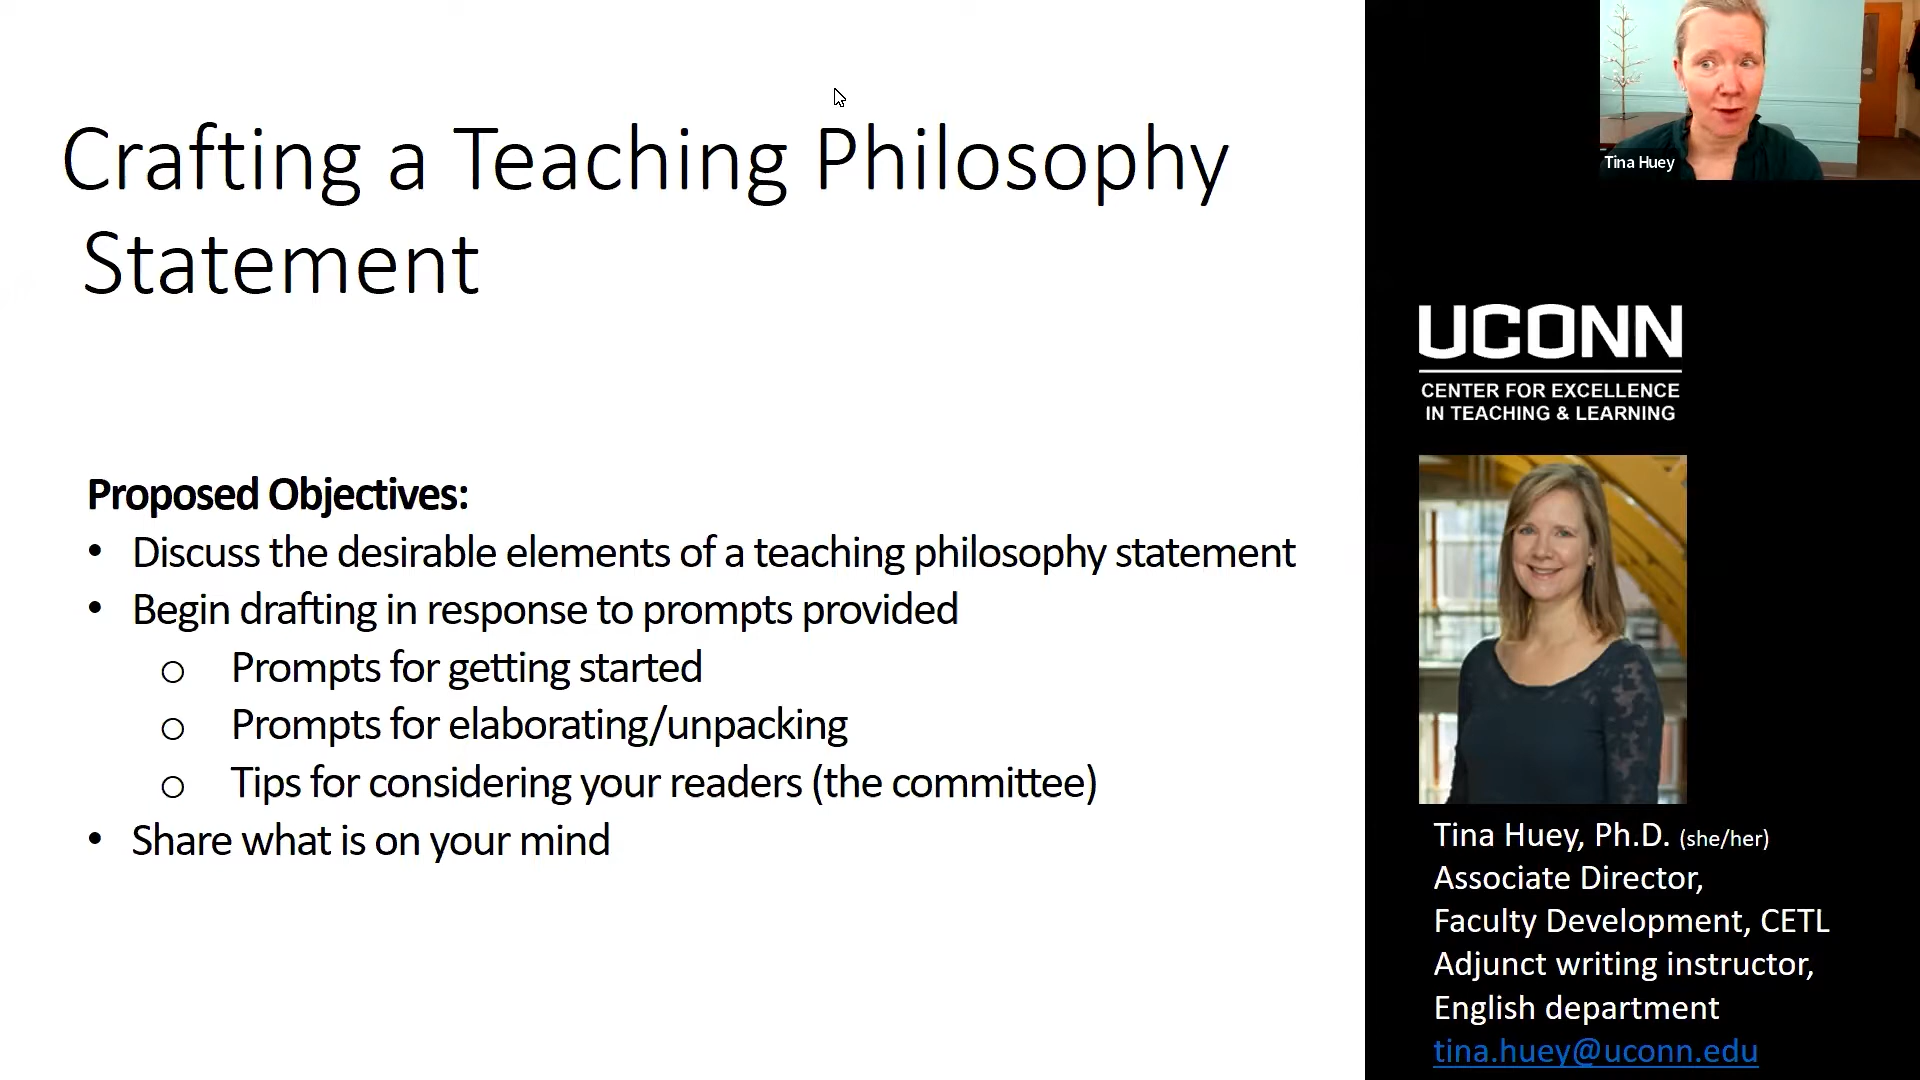 Crafting a Teaching Philosophy
Statement
Proposed Objectives:
• Discuss the desirable elements of a teaching philosophy statement
• Begin drafting in response to prompts provided
o Prompts for getting started
o Prompts for elaborating/unpacking
o Tips for considering your readers (the committee)
• Share what is on your mind
Tina Huey
UCONN
CENTER FOR EXCELLENCE
IN TEACHING & LEARNING
Tina Huey, Ph.D. (she/her)
Associate Director,
Faculty Development, CETL
Adjunct writing instructor,
English department
tina.huey@uconn.edu